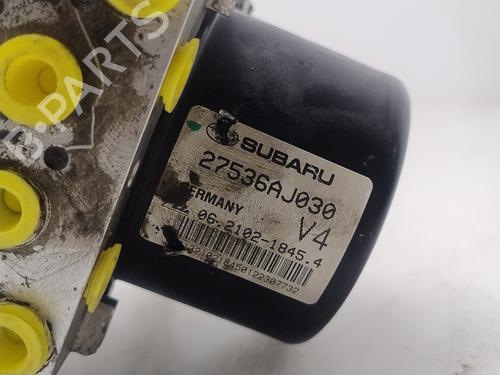 B-PARTS
SUBARU
27536AJ030
GERMANY V4
06.2102-1845.4